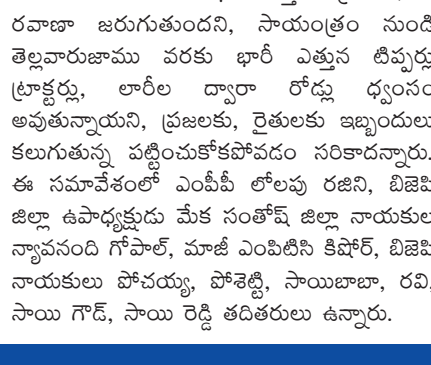 రవాణా జరుగుతుందని, సాయంత్రం నుండి
తెల్లవారుజాము వరకు భారీ ఎత్తున టిప్పర్లు
ట్రాక్టర్లు, లారీల ద్వారా రోడ్లు ధ్వంసం
అవుతున్నాయని, ప్రజలకు, రైతులకు ఇబ్బందులు
కలుగుతున్న పట్టించుకోకపోవడం సరికాదన్నారు.
ఈ సమావేశంలో ఎంపీపీ లోలపు రజిని, బిజెపి
జిల్లా ఉపాధ్యక్షుడు మేక సంతోష్ జిల్లా నాయకుల
న్యావనంది గోపాల్, మాజీ ఎంపిటిసి కిషోర్, బిజెపి
నాయకులు పోచయ్య, పోశెట్టి, సాయిబాబా, రవి,
సాయి గౌడ్, సాయి రెడ్డి తదితరులు ఉన్నారు.